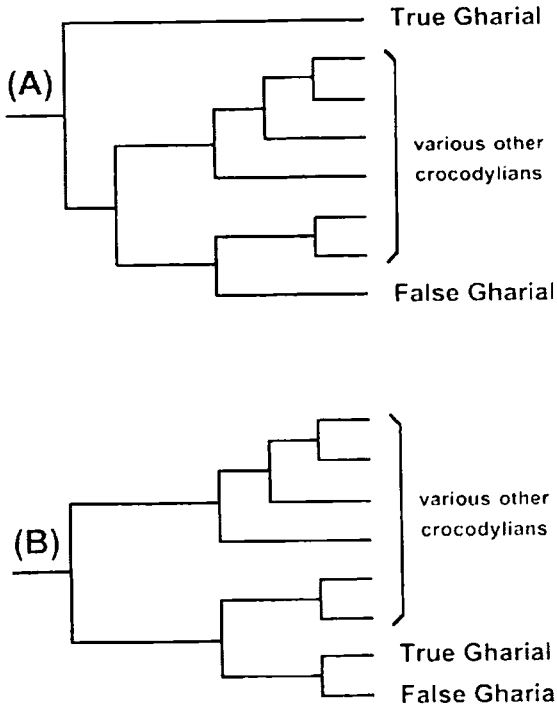 True Gharial
(A)
various other
crocodylians
False Gharial
(B)
various other
crocodylians
True Gharial
False Gharia